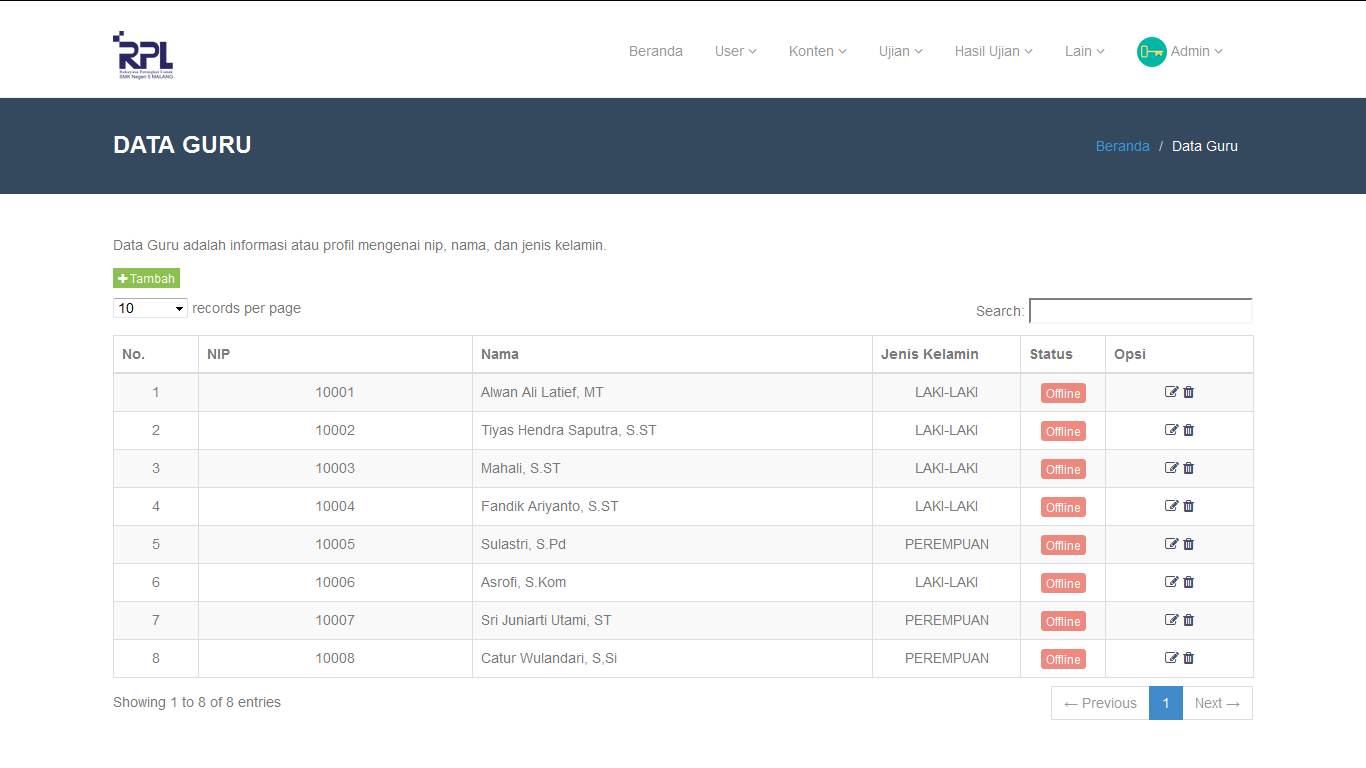 RPL
Rekayasa Perangkat Lunak
SMK Negeri 5 MALANG
Beranda User Konten Ujian Hasil Ujian Lain Admin
DATA GURU
Beranda / Data Guru
Data Guru adalah informasi atau profil mengenai nip, nama, dan jenis kelamin.
Tambah
10 records per page
Search:
No. NIP Nama Jenis Kelamin Status Opsi
1 10001 Alwan Ali Latief, MT LAKI-LAKI Offline
2 10002 Tiyas Hendra Saputra, S.ST LAKI-LAKI Offline
3 10003 Mahali, S.ST LAKI-LAKI Offline
4 10004 Fandik Ariyanto, S.ST LAKI-LAKI Offline
5 10005 Sulastri, S.Pd PEREMPUAN Offline
6 10006 Asrofi, S.Kom LAKI-LAKI Offline
7 10007 Sri Juniarti Utami, ST PEREMPUAN Offline
8 10008 Catur Wulandari, S,Si PEREMPUAN Offline
Showing 1 to 8 of 8 entries
← Previous 1 Next →